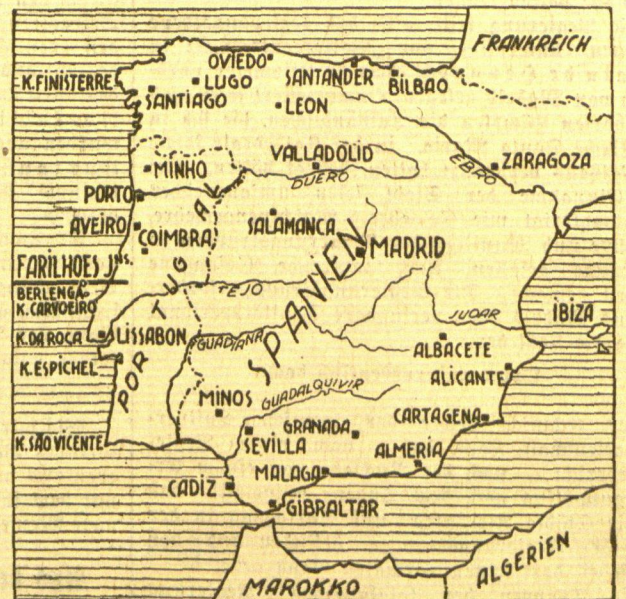 FRANKREICH
OVIEDO
K.FINISTERRE
LUGO
SANTANDER
BILBAO
SANTIAGO
LEON
VALLADOLID
EBRO
ZARAGOZA
MINHO
DUERO
PORTO
AVEIRO
COIMBRA
SALAMANCA
MADRID
PORTUGAL
SPANIEN
FARILHOES Jns.
BERLENGA
K.CARVOEIRO
TEJO
JUCAR
IBIZA
K.DA ROCA
LISSABON
GUADIANA
ALBACETE
K.ESPICHEL
ALICANTE
MINOS
GUADALQUIVIR
CARTAGENA
K.SÃO VICENTE
SEVILLA
GRANADA
ALMERÍA
MALAGA
CADIZ
GIBRALTAR
MAROKKO
ALGERIEN